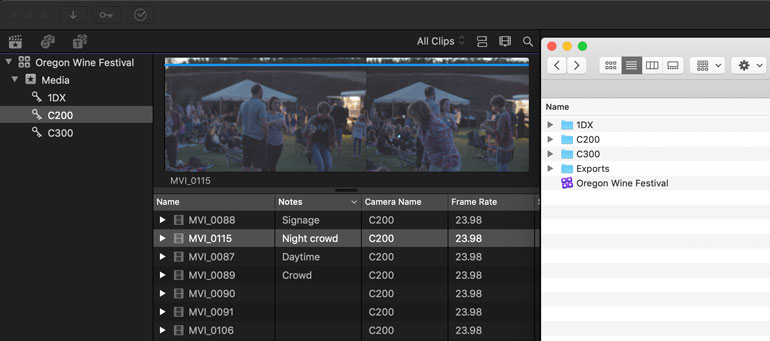 All Clips
Oregon Wine Festival
Media
1DX
C200
C300
MVI_0115
Name Notes Camera Name Frame Rate
MVI_0088 Signage C200 23.98
MVI_0115 Night crowd C200 23.98
MVI_0087 Daytime C200 23.98
MVI_0089 Crowd C200 23.98
MVI_0090 C200 23.98
MVI_0091 C200 23.98
MVI_0106 C200 23.98
Name
1DX
C200
C300
Exports
Oregon Wine Festival